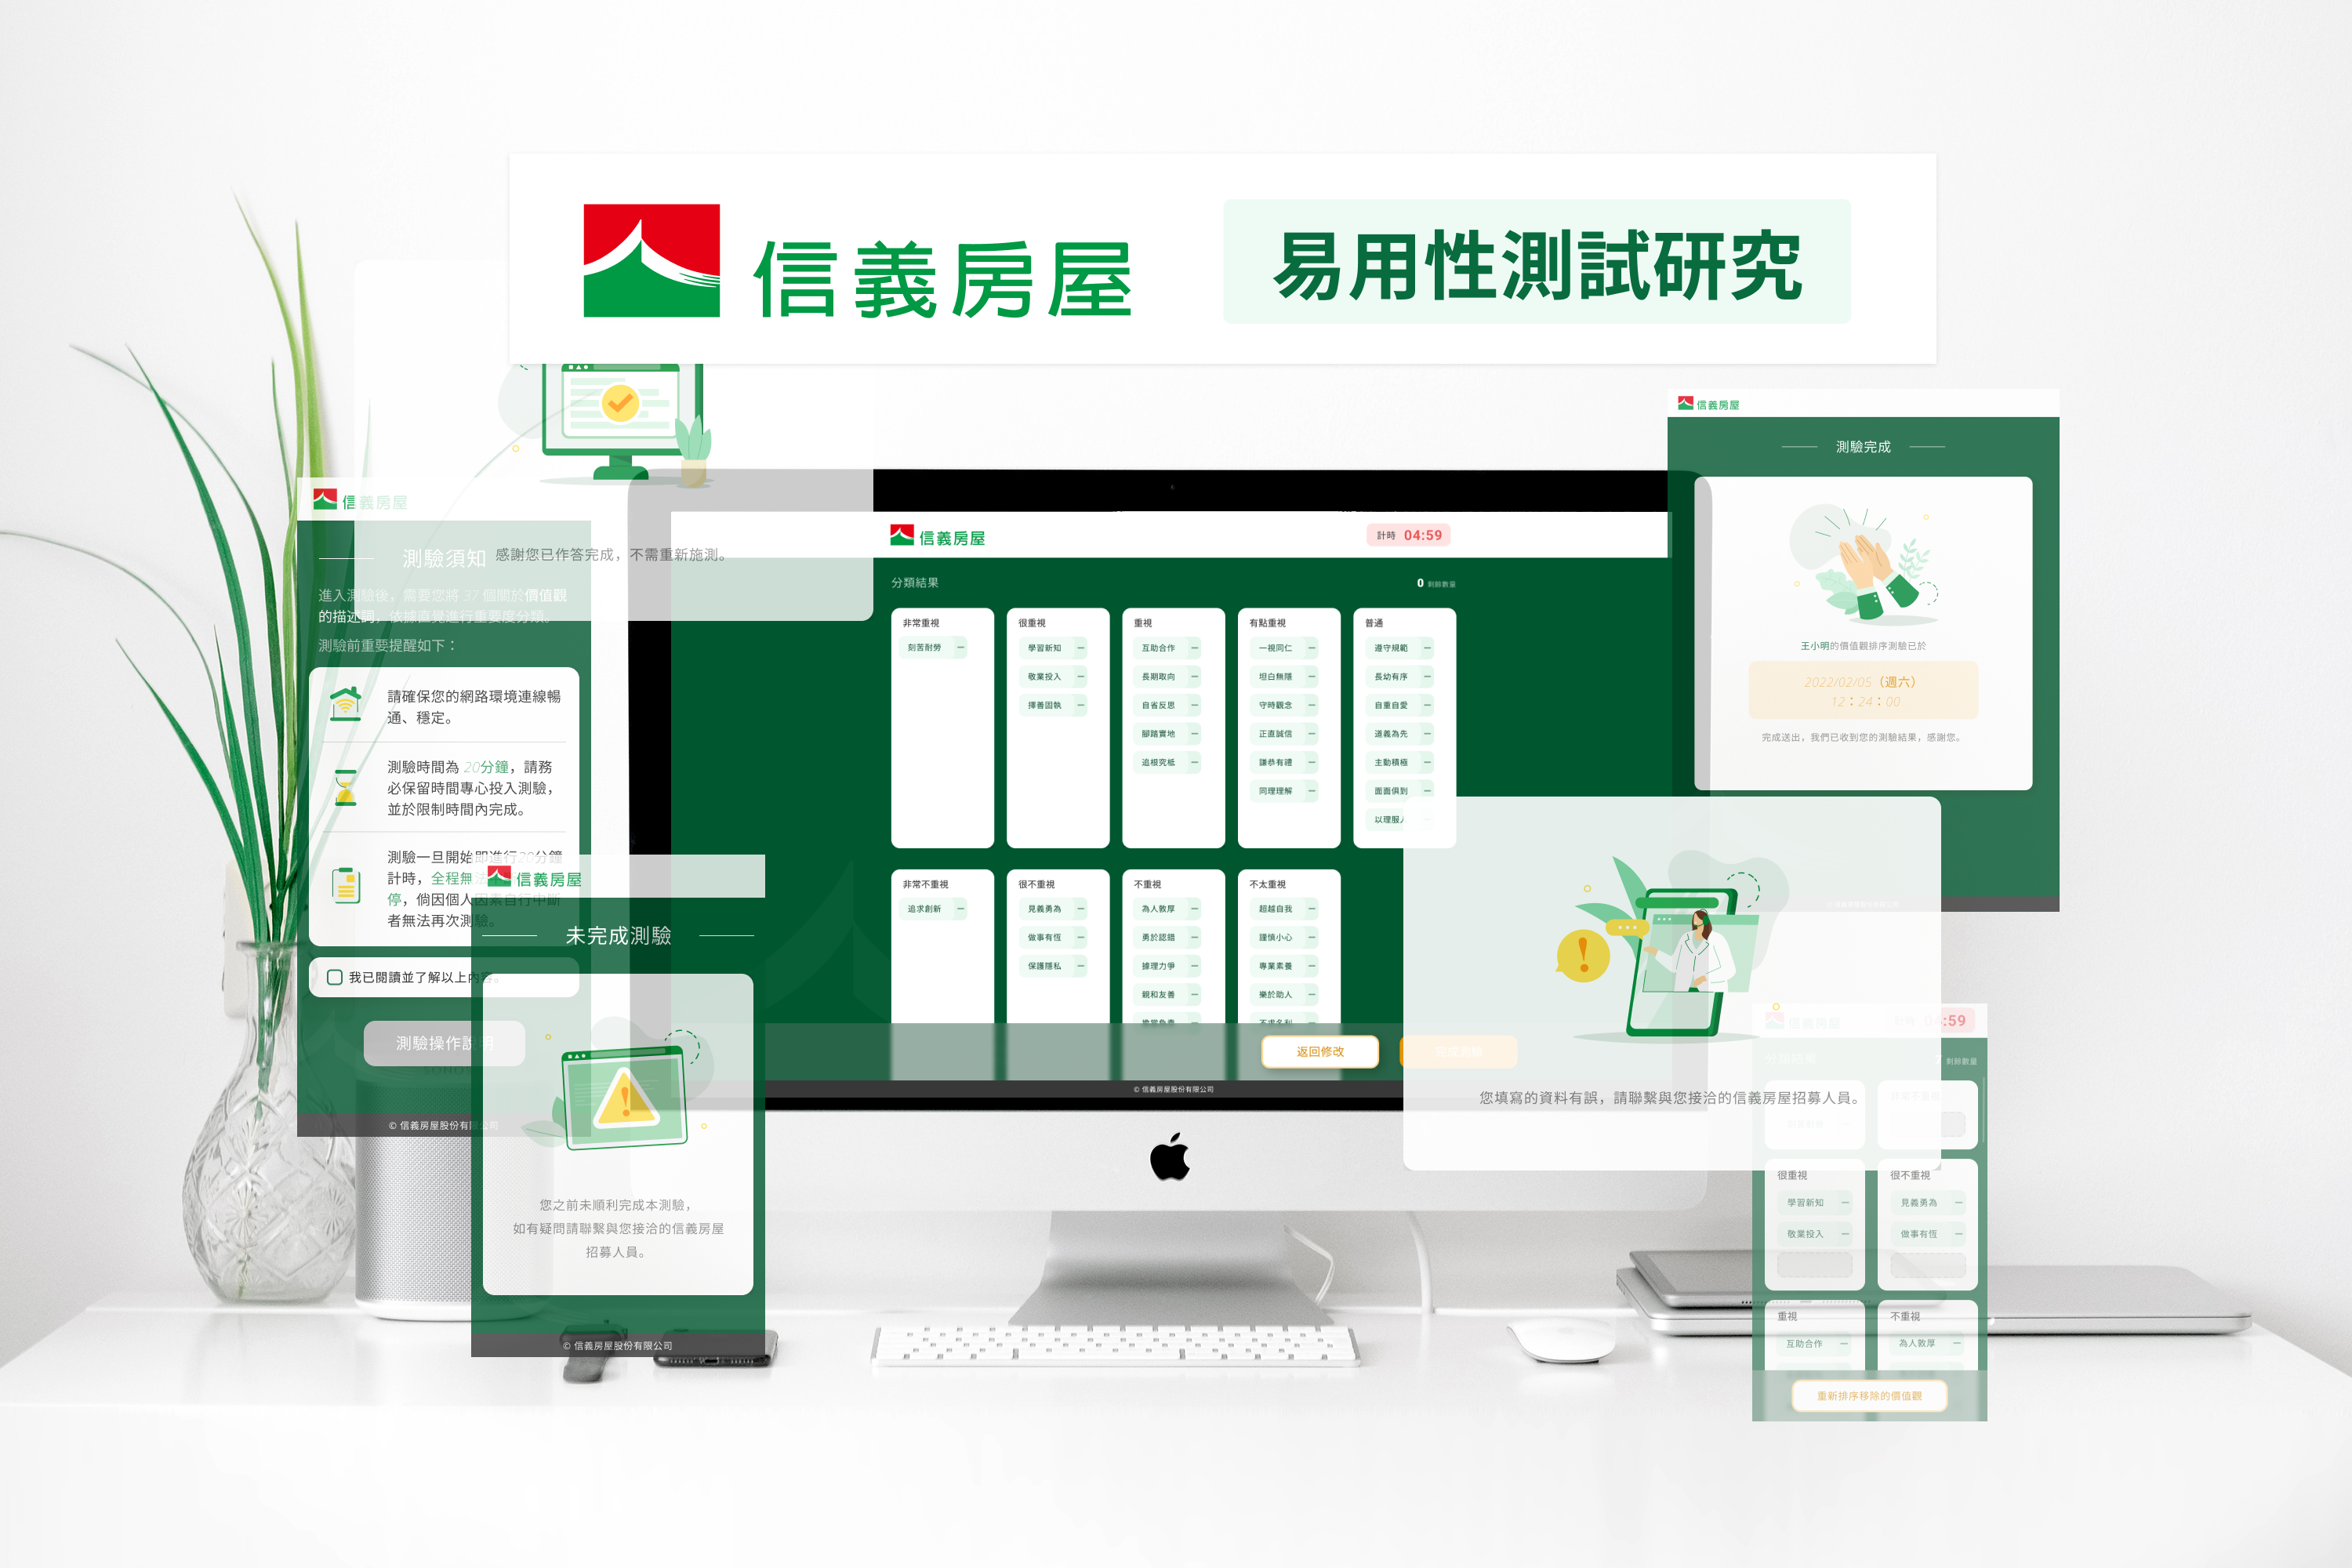 信義房屋
易用性測試研究
感謝您已作答完成，不需重新施測。
信義房屋
測驗須知
進入測驗後，需要您將 37 個關於價值觀
的描述詞，依據直覺進行重要度分類。
測驗前重要提醒如下：
請確保您的網路環境連線暢
通、穩定。
測驗時間為 20分鐘，請務
必保留時間專心投入測驗，
並於限制時間內完成。
測驗一旦開始即進行20分鐘
計時，全程無
停，倘因個人因素自行中斷
者無法再次測驗。
我已閱讀並了解以上內容。
測驗操作說明
© 信義房屋股份有限公司
信義房屋
未完成測驗
您之前未順利完成本測驗，
如有疑問請聯繫與您接洽的信義房屋
招募人員。
© 信義房屋股份有限公司
信義房屋
計時 04:59
分類結果
0 剩餘數量
非常重視
刻苦耐勞
很重視
學習新知
敬業投入
擇善固執
重視
互助合作
長期取向
自省反思
腳踏實地
追根究柢
有點重視
一視同仁
坦白無隱
守時觀念
正直誠信
謙恭有禮
同理理解
普通
遵守規範
長幼有序
自重自愛
道義為先
主動積極
面面俱到
以理服人
非常不重視
追求創新
很不重視
見義勇為
做事有恆
保護隱私
不重視
為人敦厚
勇於認錯
據理力爭
親和友善
不太重視
超越自我
謹慎小心
專業素養
樂於助人
返回修改
完成測驗
© 信義房屋股份有限公司
信義房屋
測驗完成
王小明的價值觀排序測驗已於
2022/02/05（週六）
12：24：00
完成送出，我們已收到您的測驗結果，感謝您。
您填寫的資料有誤，請聯繫與您接洽的信義房屋招募人員。
信義房屋
計時 04:59
剩餘數量
非常不重視
很重視
學習新知
敬業投入
很不重視
見義勇為
做事有恆
重視
互助合作
不重視
為人敦厚
重新排序移除的價值觀